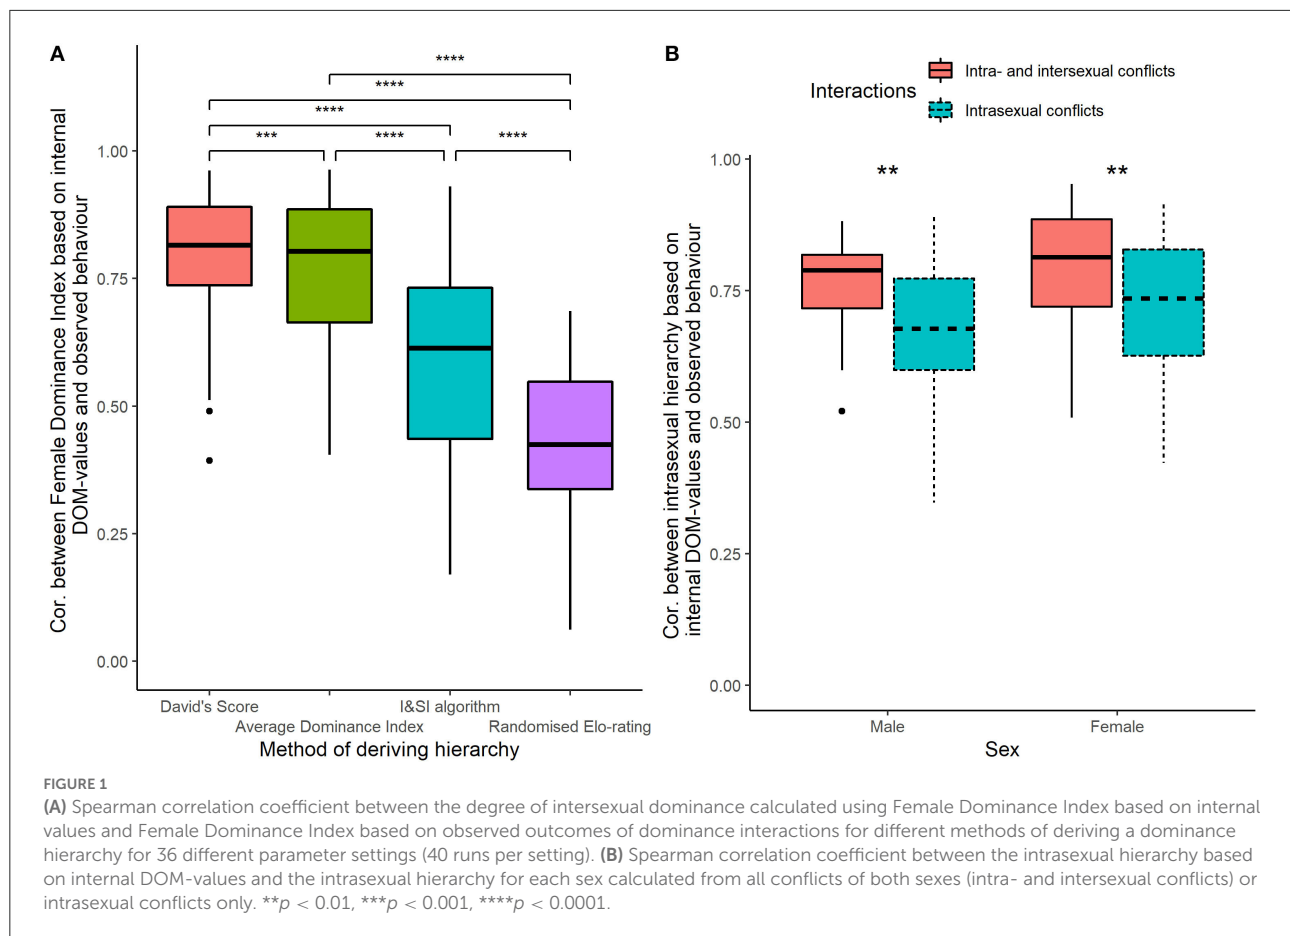 A
****
****
****
***
****
****
Cor. between Female Dominance Index based on internal
DOM-values and observed behaviour
1.00
0.75
0.50
0.25
0.00
David's Score
I&SI algorithm
Average Dominance Index
Randomised Elo-rating
Method of deriving hierarchy
B
Interactions
Intra- and intersexual conflicts
Intrasexual conflicts
**
**
Cor. between intrasexual hierarchy based on
internal DOM-values and observed behaviour
1.00
0.75
0.50
0.25
0.00
Male
Female
Sex
FIGURE 1
(A) Spearman correlation coefficient between the degree of intersexual dominance calculated using Female Dominance Index based on internal
values and Female Dominance Index based on observed outcomes of dominance interactions for different methods of deriving a dominance
hierarchy for 36 different parameter settings (40 runs per setting). (B) Spearman correlation coefficient between the intrasexual hierarchy based
on internal DOM-values and the intrasexual hierarchy for each sex calculated from all conflicts of both sexes (intra- and intersexual conflicts) or
intrasexual conflicts only. **p < 0.01, ***p < 0.001, ****p < 0.0001.